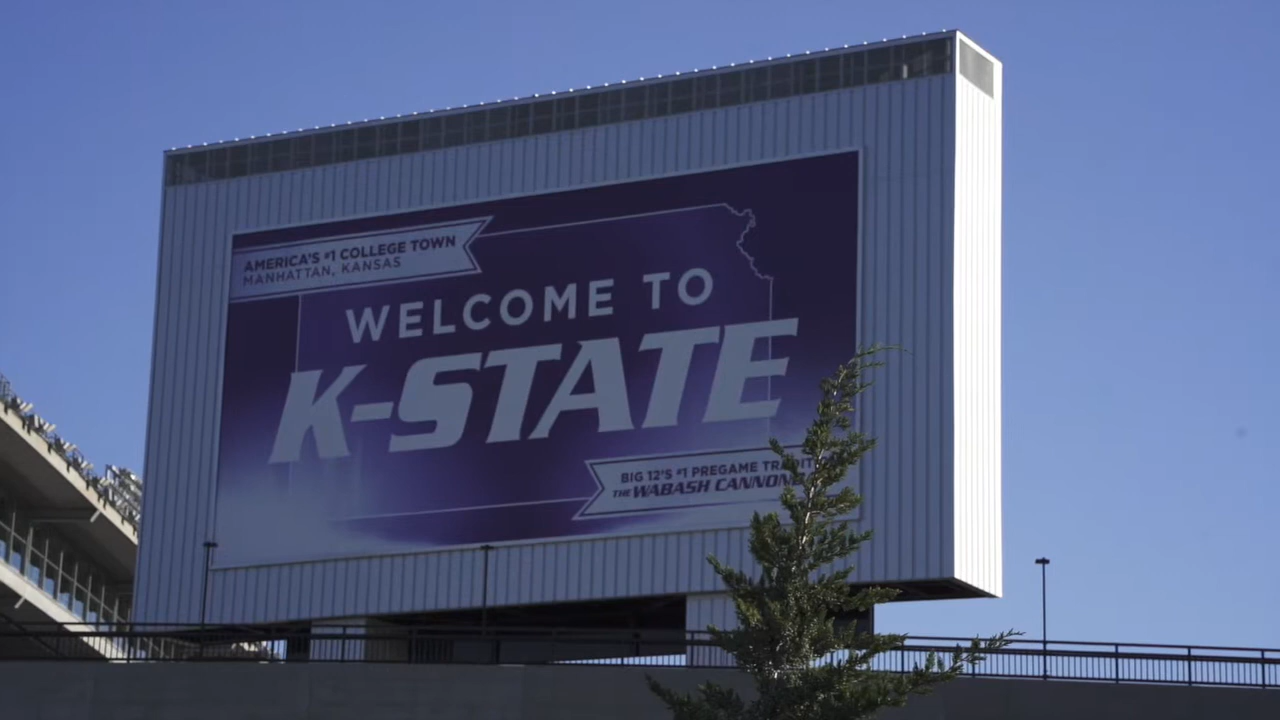 AMERICA'S #1 COLLEGE TOWN
MANHATTAN, KANSAS
WELCOME TO
K-STATE
BIG 12'S #1 PREGAME
THE WABASH